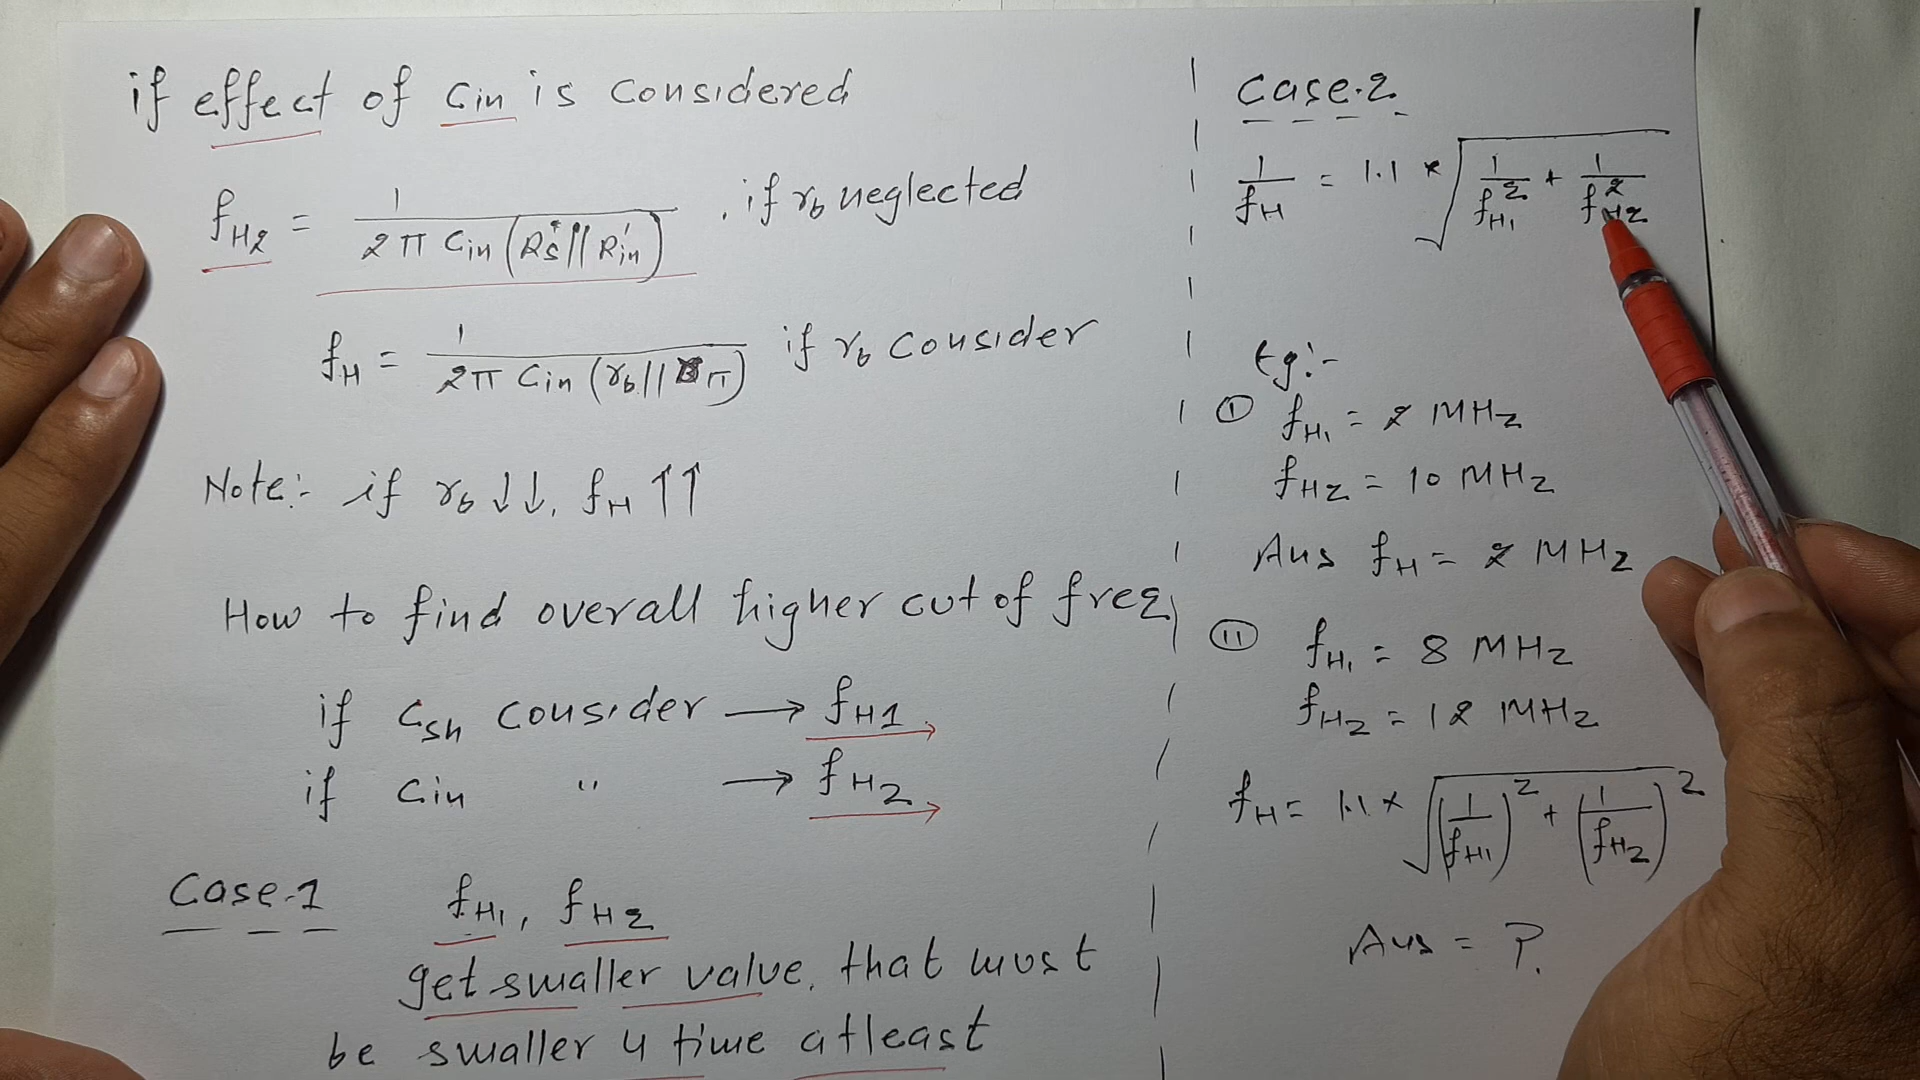 if effect of Cin is considered
fH2 = 1 / 2π Cin (Rs* || Rin') , if rb neglected
fH = 1 / 2π Cin (rb || π) if rb consider
Note:- if rb ↓↓, fH ↑↑
How to find overall higher cut of freq
if Csh consider → fH1
if Cin " → fH2
Case-1 fH1, fH2
get smaller value, that must
be smaller 4 time atleast
Case-2
1/fH = 1.1 * √(1/fH1² + 1/fH2²)
Eg:-
(I) fH1 = 2 MHz
fH2 = 10 MHz
Ans fH = 2 MHz
(II) fH1 = 8 MHz
fH2 = 12 MHz
fH = 1.1 × √((1/fH1)² + (1/fH2)²)
Ans = ?